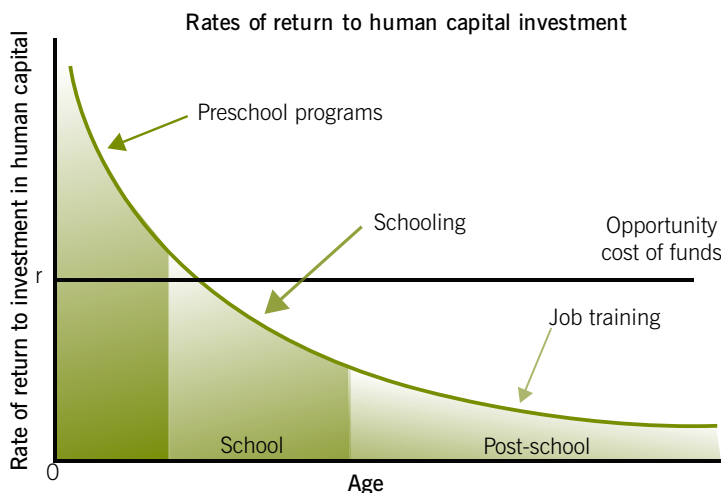 Rates of return to human capital investment
Rate of return to investment in human capital
Preschool programs
Schooling
Opportunity
cost of funds
r
Job training
School
Post-school
0
Age